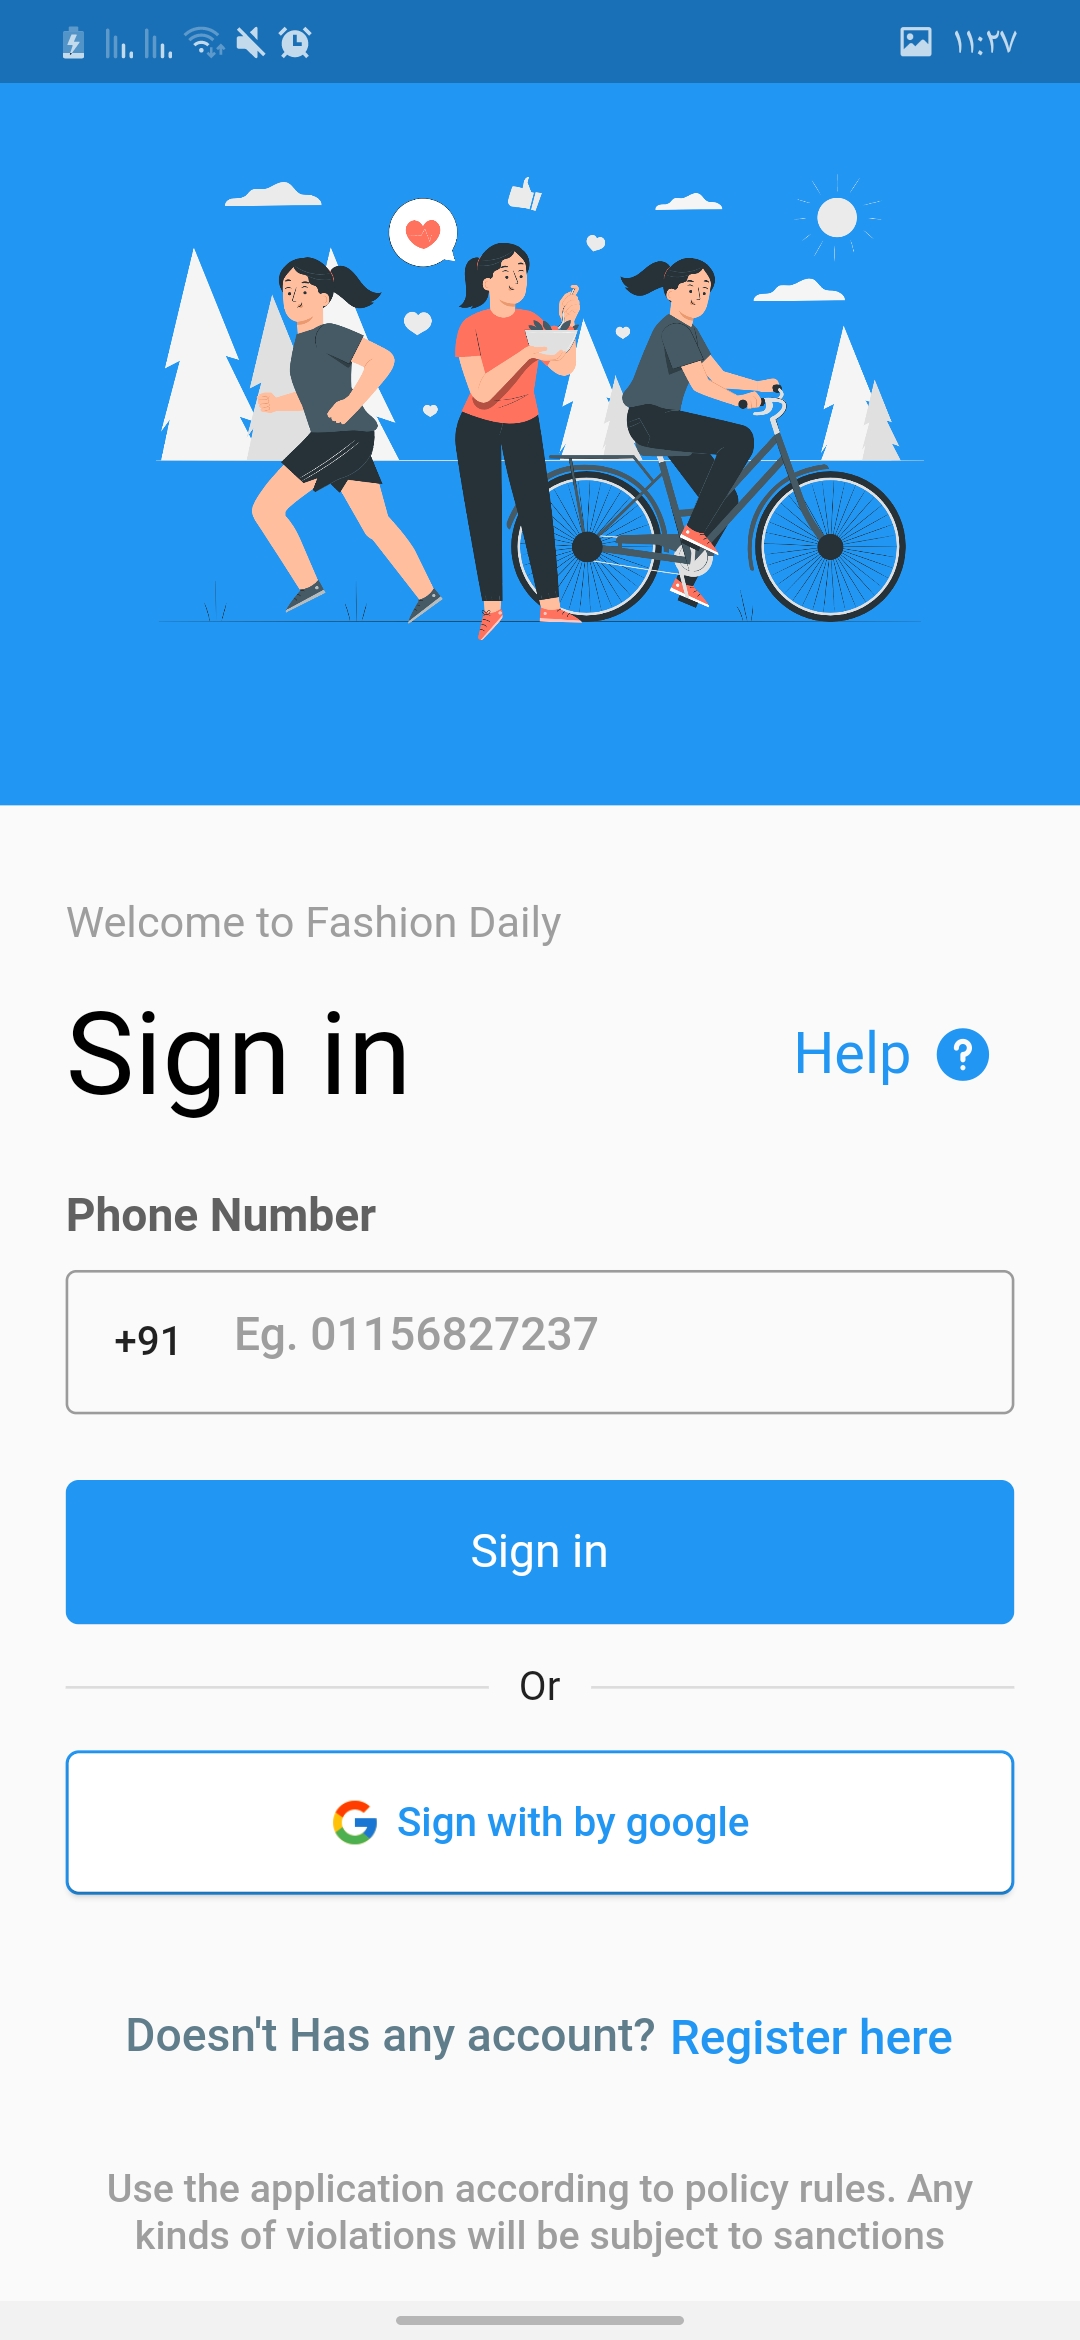 ۱۱:۲۷
Welcome to Fashion Daily
Sign in
Help ?
Phone Number
+91 Eg. 01156827237
Sign in
Or
Sign with by google
Doesn't Has any account? Register here
Use the application according to policy rules. Any
kinds of violations will be subject to sanctions